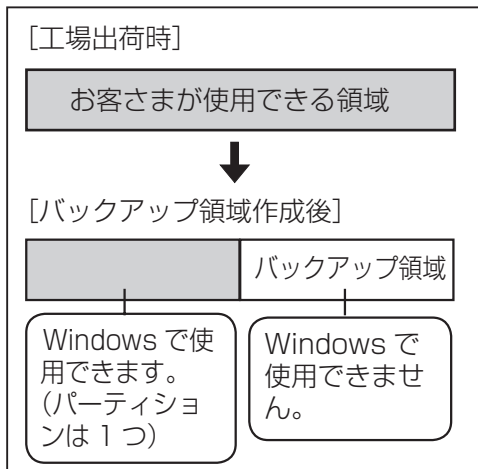 [工場出荷時]
お客さまが使用できる領域
[バックアップ領域作成後]
バックアップ領域
Windows で使
用できます。
(パーティショ
ンは 1 つ)
Windows で
使用できませ
ん。